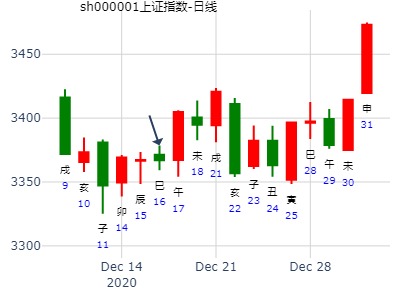 sh000001上证指数-日线
3450
3400
3350
3300
戌 9
亥 10
子 11
卯 14
辰 15
巳 16
午 17
未 18
戌 21
亥 22
子 23
丑 24
寅 25
巳 28
午 29
未 30
申 31
Dec 14
2020
Dec 21
Dec 28